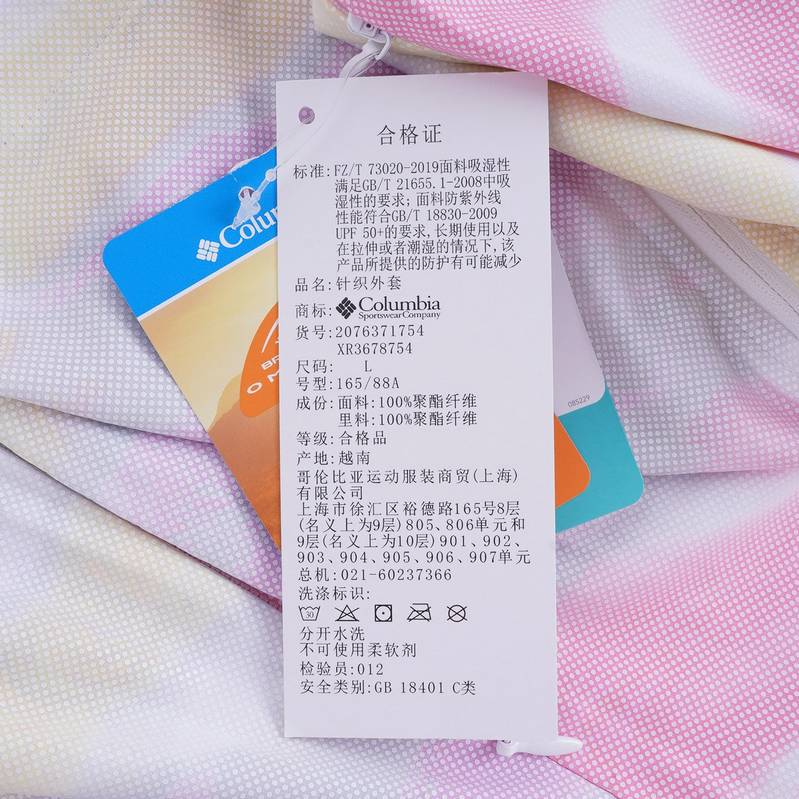 合格证
标准:FZ/T 73020-2019面料吸湿性
满足GB/T 21655.1-2008中吸
湿性的要求;面料防紫外线
性能符合GB/T 18830-2009
UPF 50+的要求,长期使用以及
在拉伸或者潮湿的情况下,该
产品所提供的防护有可能减少
品名:针织外套
商标:Columbia
Sportswear Company
货号:2076371754
XR3678754
尺码: L
号型:165/88A
成份:面料:100%聚酯纤维
里料:100%聚酯纤维
等级:合格品
产地:越南
哥伦比亚运动服装商贸(上海)
有限公司
上海市徐汇区裕德路165号8层
(名义上为9层)805、806单元和
9层(名义上为10层)901、902、
903、904、905、906、907单元
总机:021-60237366
洗涤标识:
30
分开水洗
不可使用柔软剂
检验员:012
安全类别:GB 18401 C类
Colu
BR
O M
085229